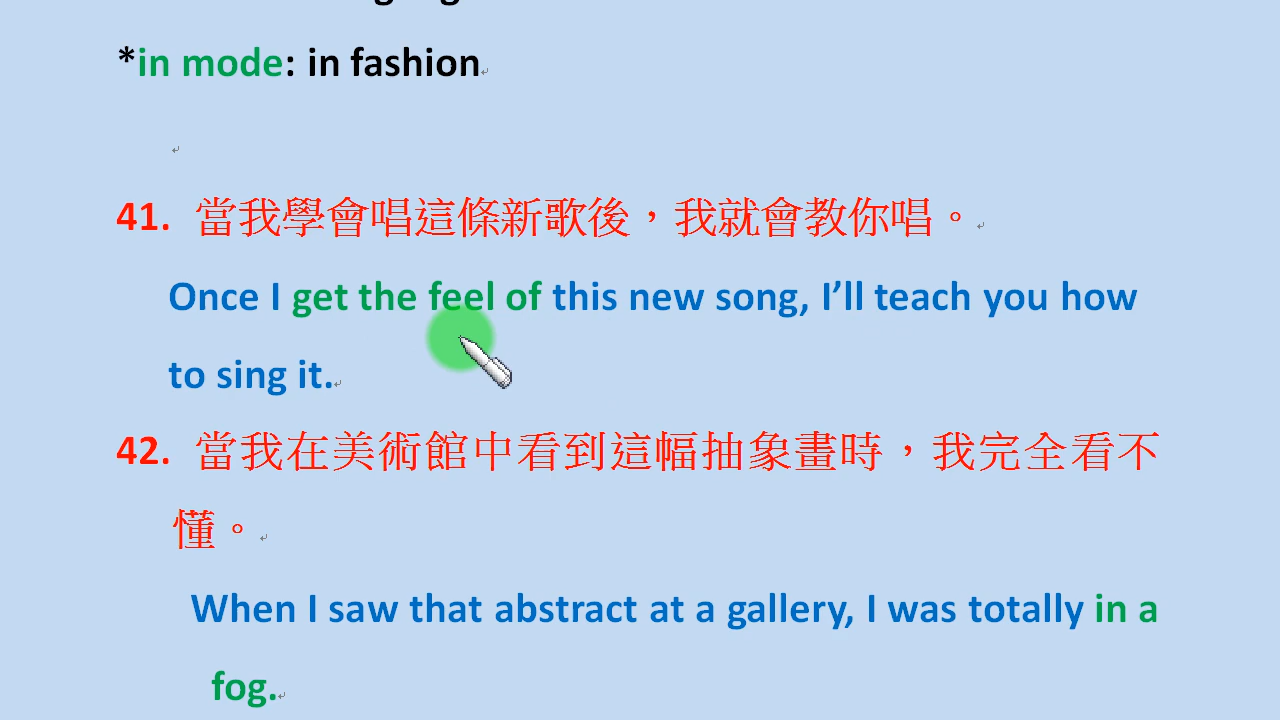 *in mode: in fashion
41. 當我學會唱這條新歌後，我就會教你唱。
Once I get the feel of this new song, I’ll teach you how
to sing it.
42. 當我在美術館中看到這幅抽象畫時，我完全看不
懂。
When I saw that abstract at a gallery, I was totally in a
fog.